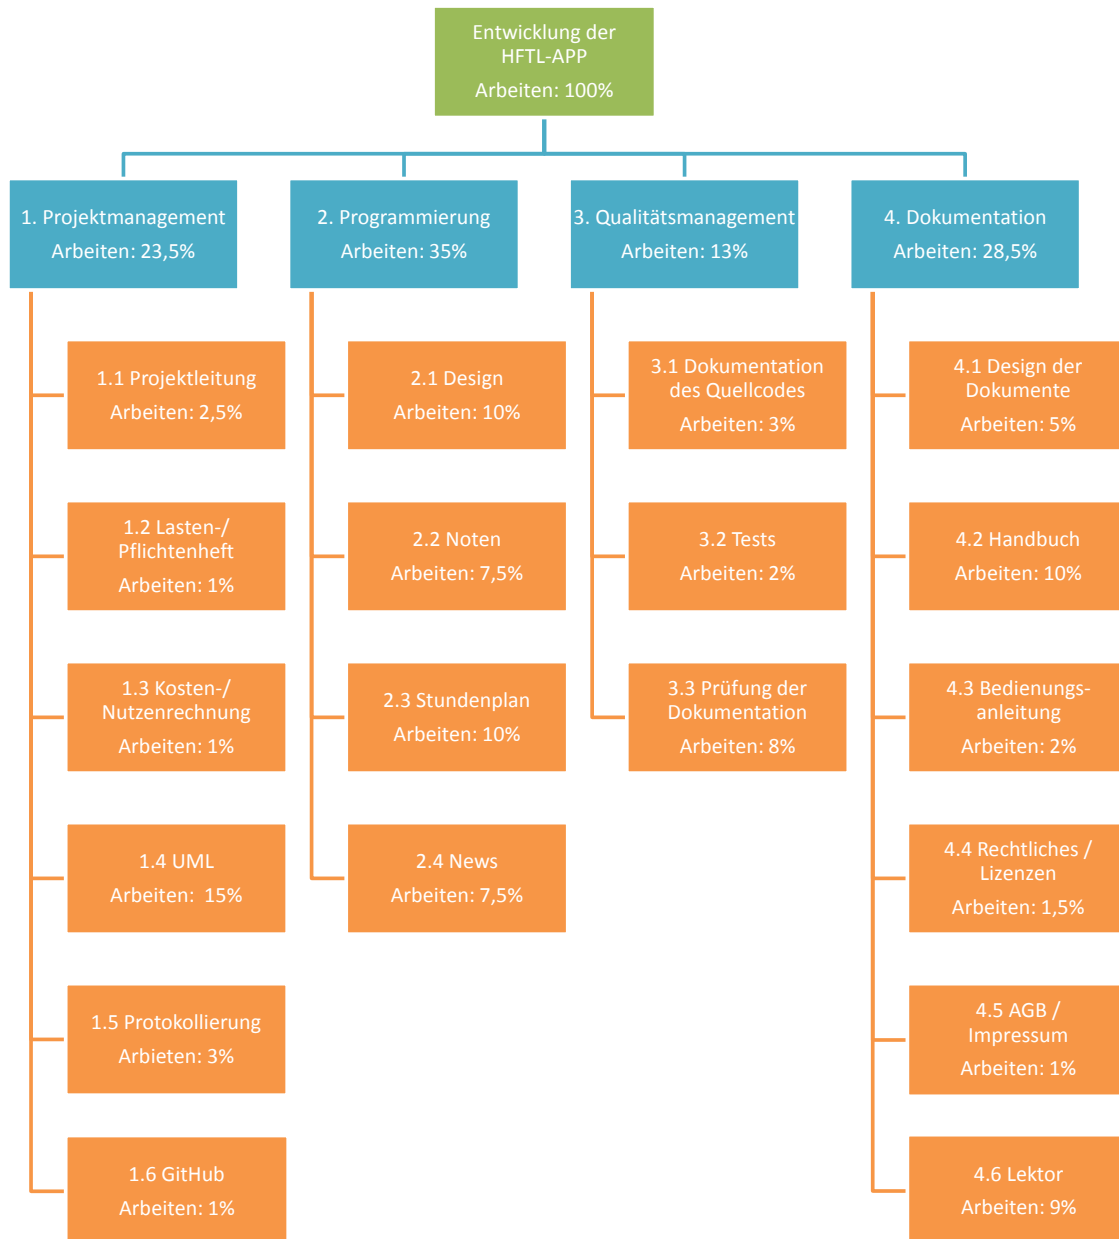 Entwicklung der
HFTL-APP
Arbeiten: 100%
1. Projektmanagement
Arbeiten: 23,5%
2. Programmierung
Arbeiten: 35%
3. Qualitätsmanagement
Arbeiten: 13%
4. Dokumentation
Arbeiten: 28,5%
1.1 Projektleitung
Arbeiten: 2,5%
1.2 Lasten-/
Pflichtenheft
Arbeiten: 1%
1.3 Kosten-/
Nutzenrechnung
Arbeiten: 1%
1.4 UML
Arbeiten:  15%
1.5 Protokollierung
Arbieten: 3%
1.6 GitHub
Arbeiten: 1%
2.1 Design
Arbeiten: 10%
2.2 Noten
Arbeiten: 7,5%
2.3 Stundenplan
Arbeiten: 10%
2.4 News
Arbeiten: 7,5%
3.1 Dokumentation
des Quellcodes
Arbeiten: 3%
3.2 Tests
Arbeiten: 2%
3.3 Prüfung der
Dokumentation
Arbeiten: 8%
4.1 Design der
Dokumente
Arbeiten: 5%
4.2 Handbuch
Arbeiten: 10%
4.3 Bedienungs-
anleitung
Arbeiten: 2%
4.4 Rechtliches /
Lizenzen
Arbeiten: 1,5%
4.5 AGB /
Impressum
Arbeiten: 1%
4.6 Lektor
Arbeiten: 9%